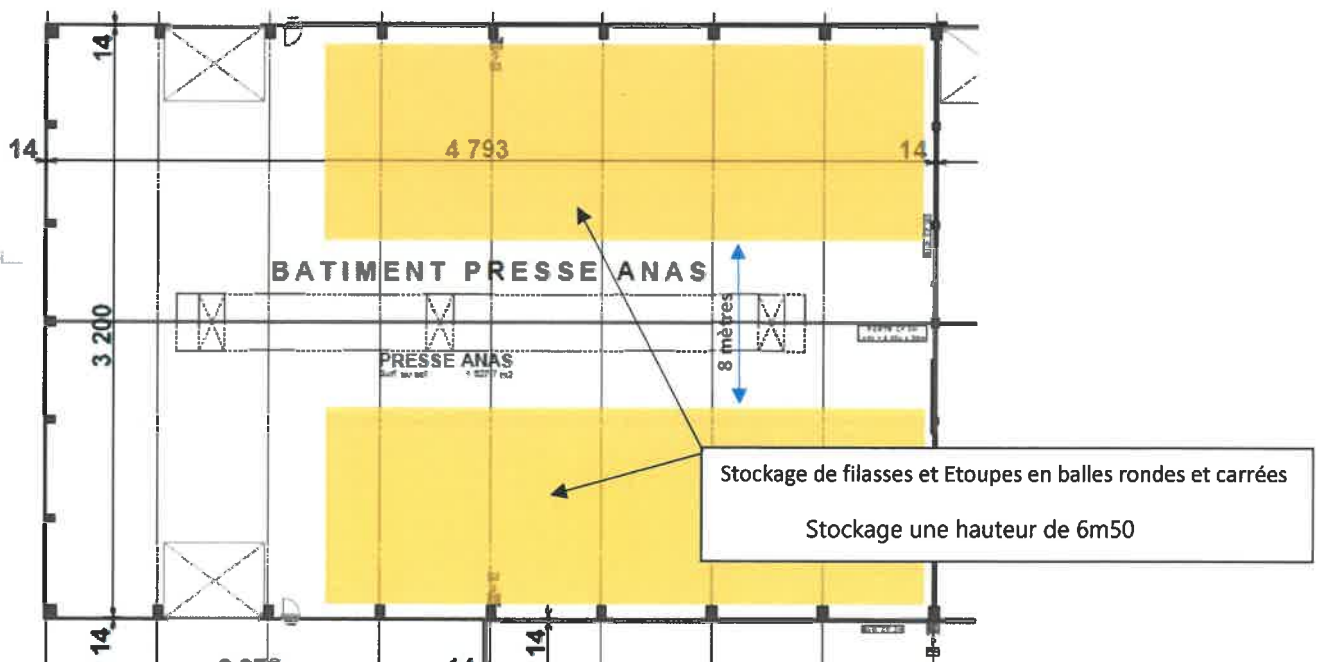 14
14
4 793
14
BATIMENT PRESSE ANAS
3 200
8 mètres
PRESSE ANAS
Stockage de filasses et Etoupes en balles rondes et carrées
Stockage une hauteur de 6m50
14
14
14